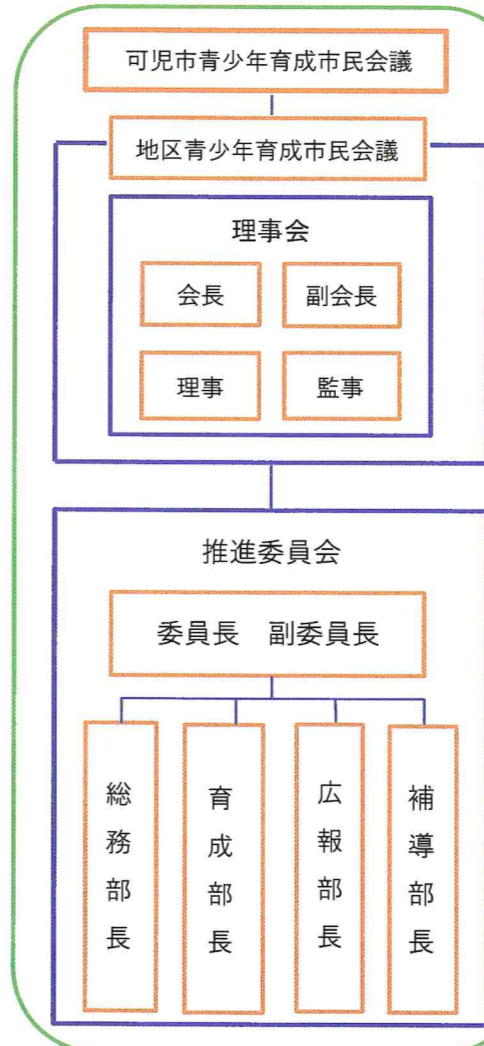 可児市青少年育成市民会議
地区青少年育成市民会議
理事会
会長
副会長
理事
監事
推進委員会
委員長　副委員長
総務部長
育成部長
広報部長
補導部長